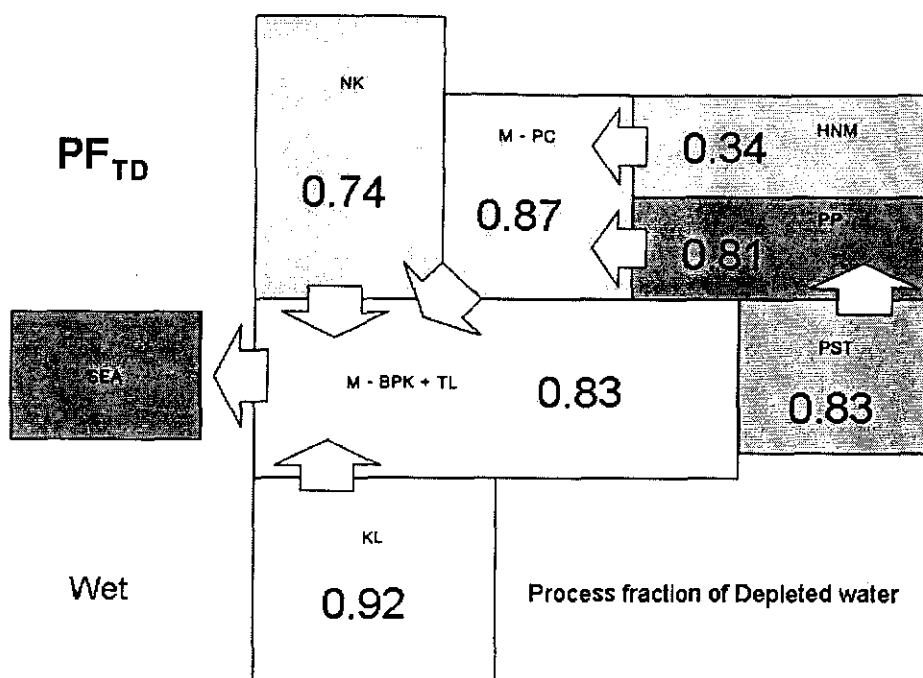 NK
M - PC
HNM
PF_TD
0.74
0.87
0.34
PP
0.81
SEA
M - BPK + TL
0.83
PST
0.83
KL
Wet
0.92
Process fraction of Depleted water